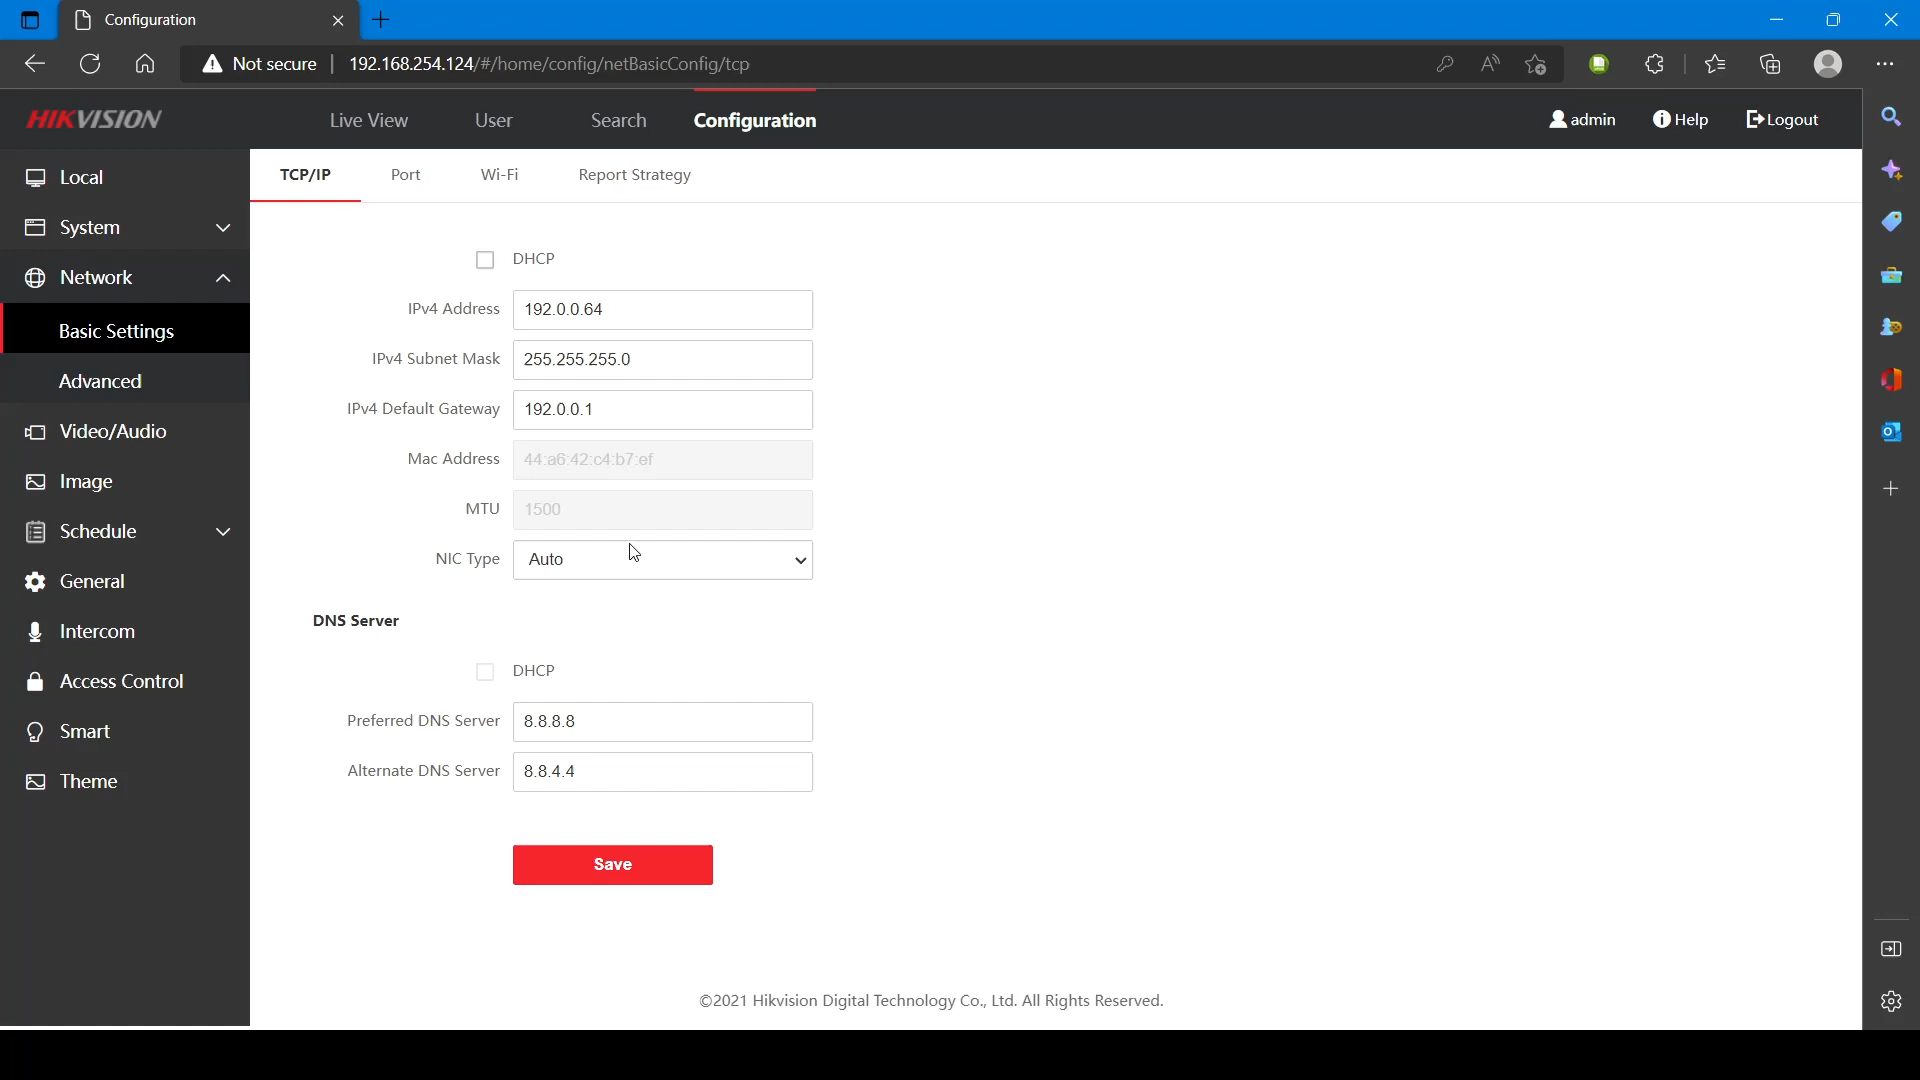 Configuration
Not secure | 192.168.254.124/#/home/config/netBasicConfig/tcp
HIKVISION
Live View
User
Search
Configuration
admin
Help
Logout
Local
System
Network
Basic Settings
Advanced
Video/Audio
Image
Schedule
General
Intercom
Access Control
Smart
Theme
TCP/IP
Port
Wi-Fi
Report Strategy
DHCP
IPv4 Address 192.0.0.64
IPv4 Subnet Mask 255.255.255.0
IPv4 Default Gateway 192.0.0.1
Mac Address 44:a6:42:c4:b7:ef
MTU 1500
NIC Type Auto
DNS Server
DHCP
Preferred DNS Server 8.8.8.8
Alternate DNS Server 8.8.4.4
Save
©2021 Hikvision Digital Technology Co., Ltd. All Rights Reserved.